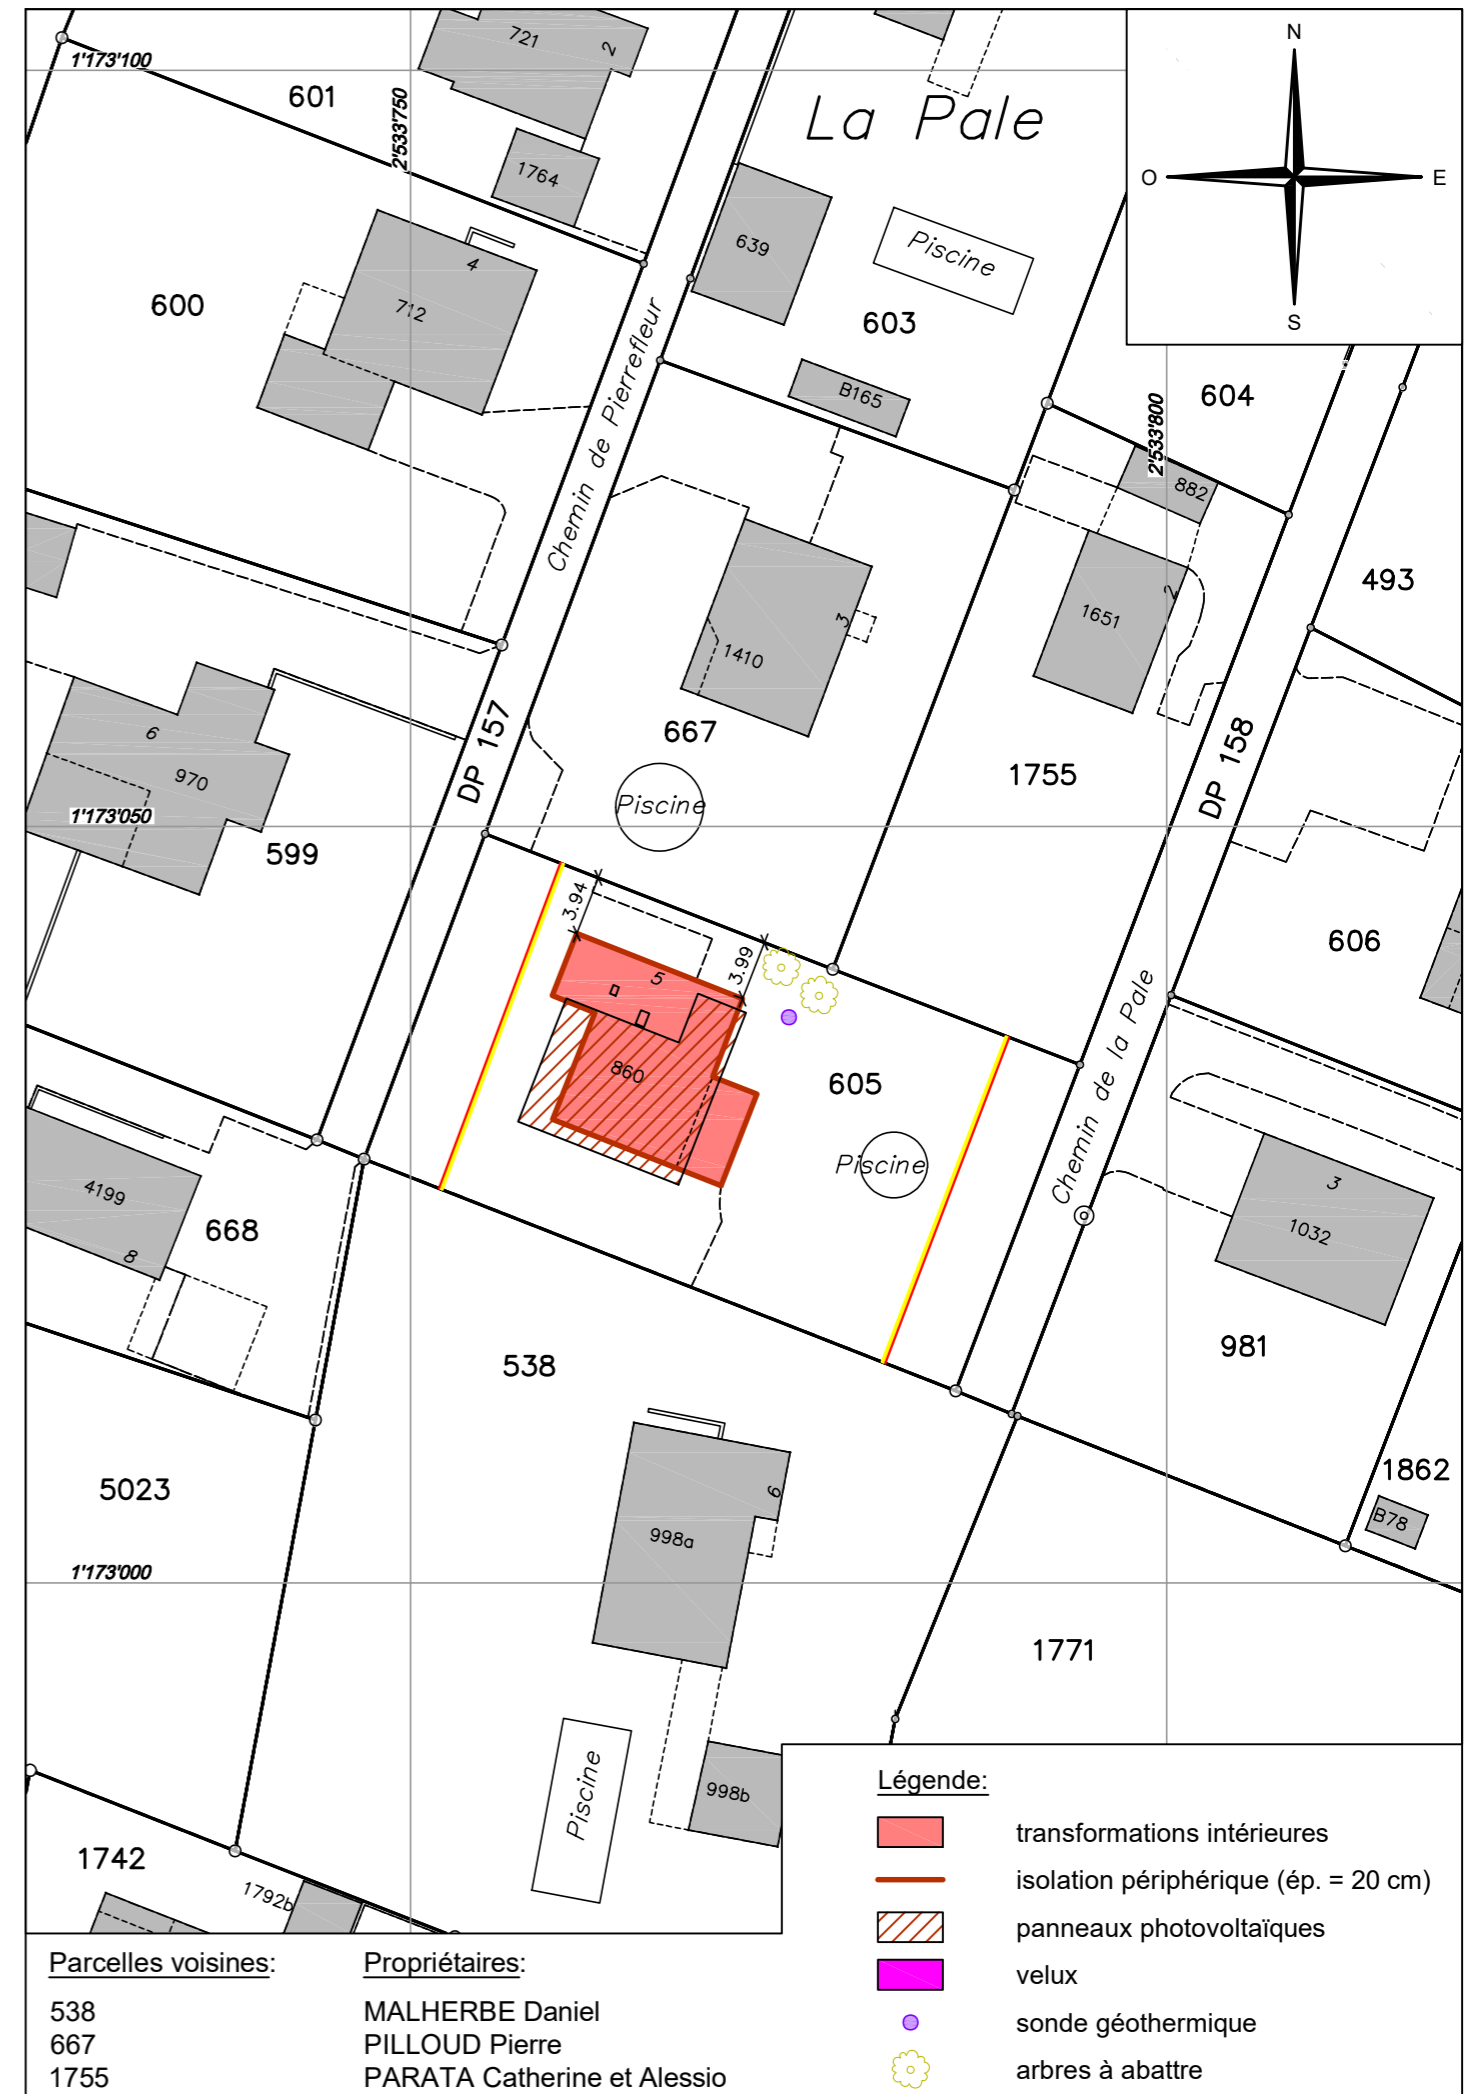 1'173'100
601
2'533'750
721
2
La Pale
N
O
E
S
1764
4
712
600
639
Piscine
603
B165
604
2'533'800
882
493
Chemin de Pierrefleur
1410
3
1651
2
667
1755
DP 157
DP 158
6
970
Piscine
1'173'050
599
606
3.94
3.99
5
860
605
Piscine
Chemin de la Pale
4199
8
668
3
1032
981
538
5023
998a
6
1862
B78
1'173'000
1771
Piscine
998b
1742
1792b
Légende:
transformations intérieures
isolation périphérique (ép. = 20 cm)
panneaux photovoltaïques
velux
sonde géothermique
arbres à abattre
Parcelles voisines:
Propriétaires:
538
MALHERBE Daniel
667
PILLOUD Pierre
1755
PARATA Catherine et Alessio